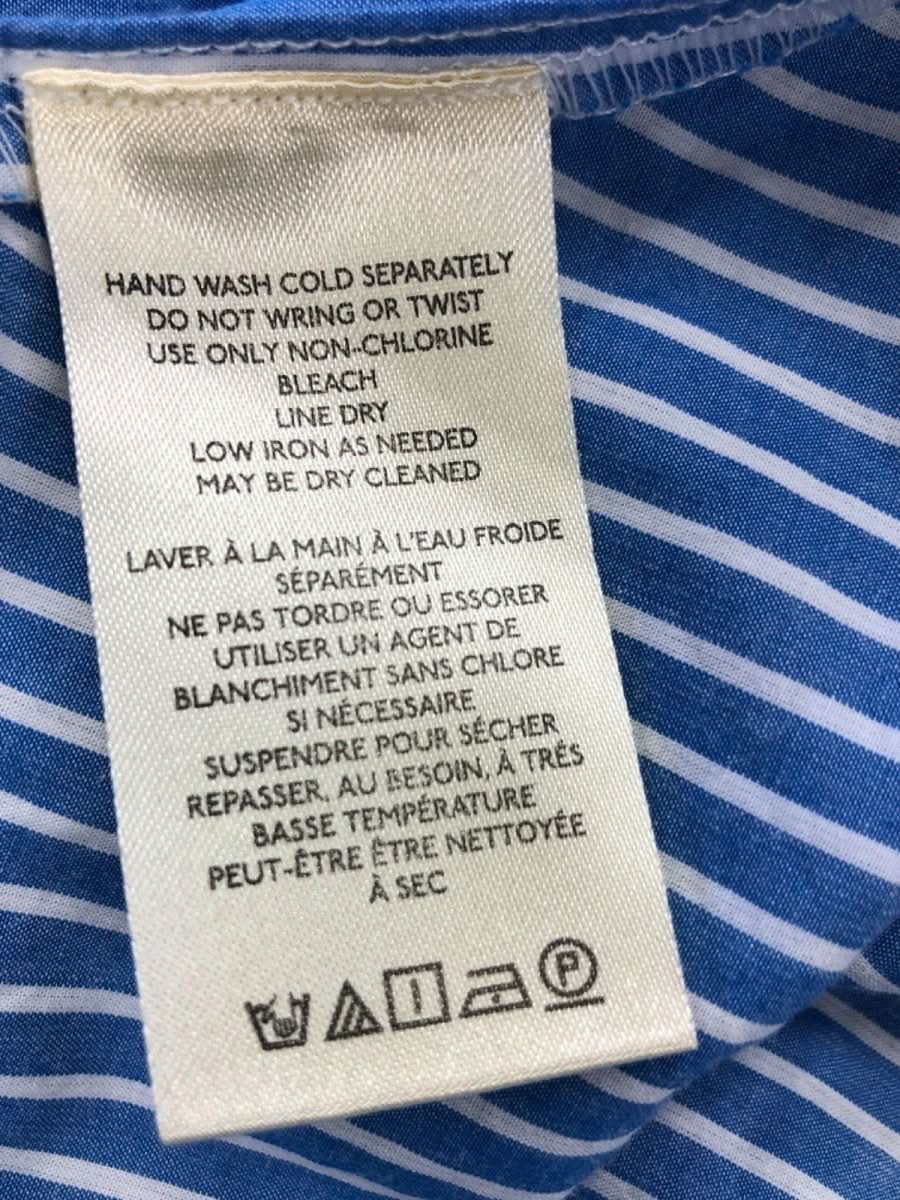 HAND WASH COLD SEPARATELY
DO NOT WRING OR TWIST
USE ONLY NON-CHLORINE
BLEACH
LINE DRY
LOW IRON AS NEEDED
MAY BE DRY CLEANED
LAVER À LA MAIN À L'EAU FROIDE
SÉPARÉMENT
NE PAS TORDRE OU ESSORER
UTILISER UN AGENT DE
BLANCHIMENT SANS CHLORE
SI NÉCESSAIRE
SUSPENDRE POUR SÉCHER
REPASSER, AU BESOIN, À TRÉS
BASSE TEMPÉRATURE
PEUT-ÊTRE ÊTRE NETTOYÉE
À SEC
P